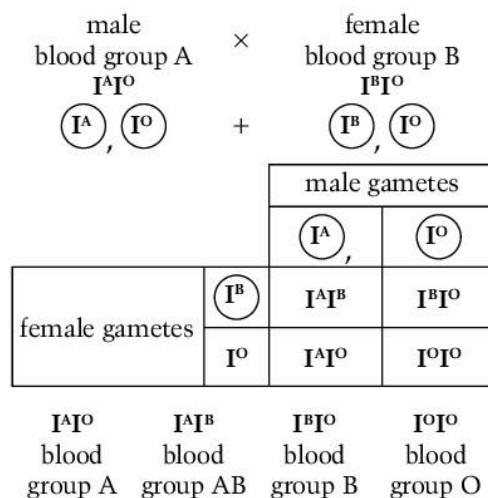 male × female
blood group A blood group B
IᴬIᴼ IᴮIᴼ
Iᴬ, Iᴼ + Iᴮ, Iᴼ
male gametes
Iᴬ, Iᴼ
female gametes
Iᴮ IᴬIᴮ IᴮIᴼ
Iᴼ IᴬIᴼ IᴼIᴼ
IᴬIᴼ IᴬIᴮ IᴮIᴼ IᴼIᴼ
blood blood blood blood
group A group AB group B group O